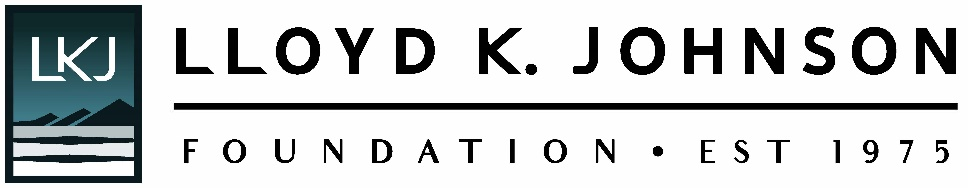 LKJ
LLOYD K. JOHNSON
FOUNDATION • EST 1975